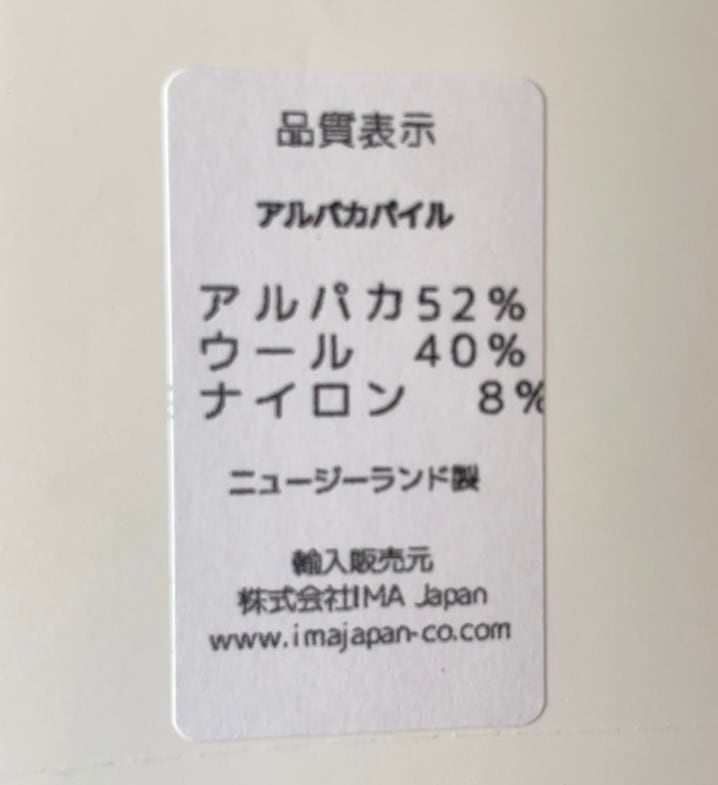 品質表示
アルパカパイル
アルパカ52%
ウール 40%
ナイロン 8%
ニュージーランド製
輸入販売元
株式会社IMA Japan
www.imajapan-co.com